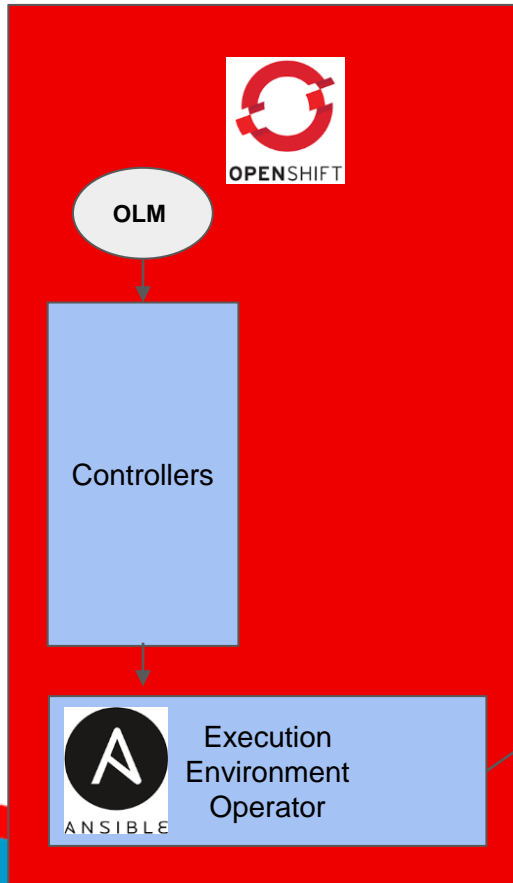 OPENSHIFT
OLM
Controllers
ANSIBLE
Execution
Environment
Operator